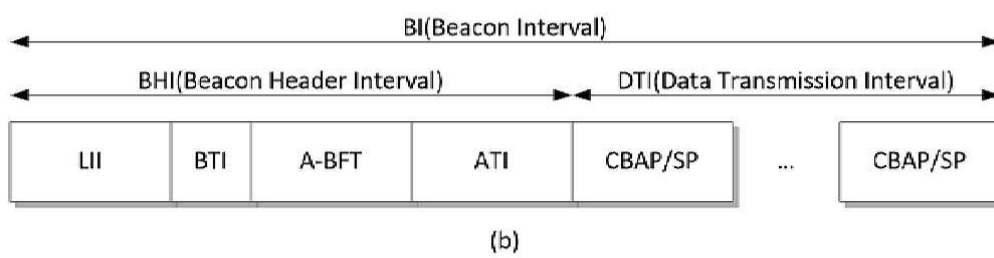 BI(Beacon Interval)
BHI(Beacon Header Interval) DTI(Data Transmission Interval)
LII BTI A-BFT ATI CBAP/SP ... CBAP/SP
(b)